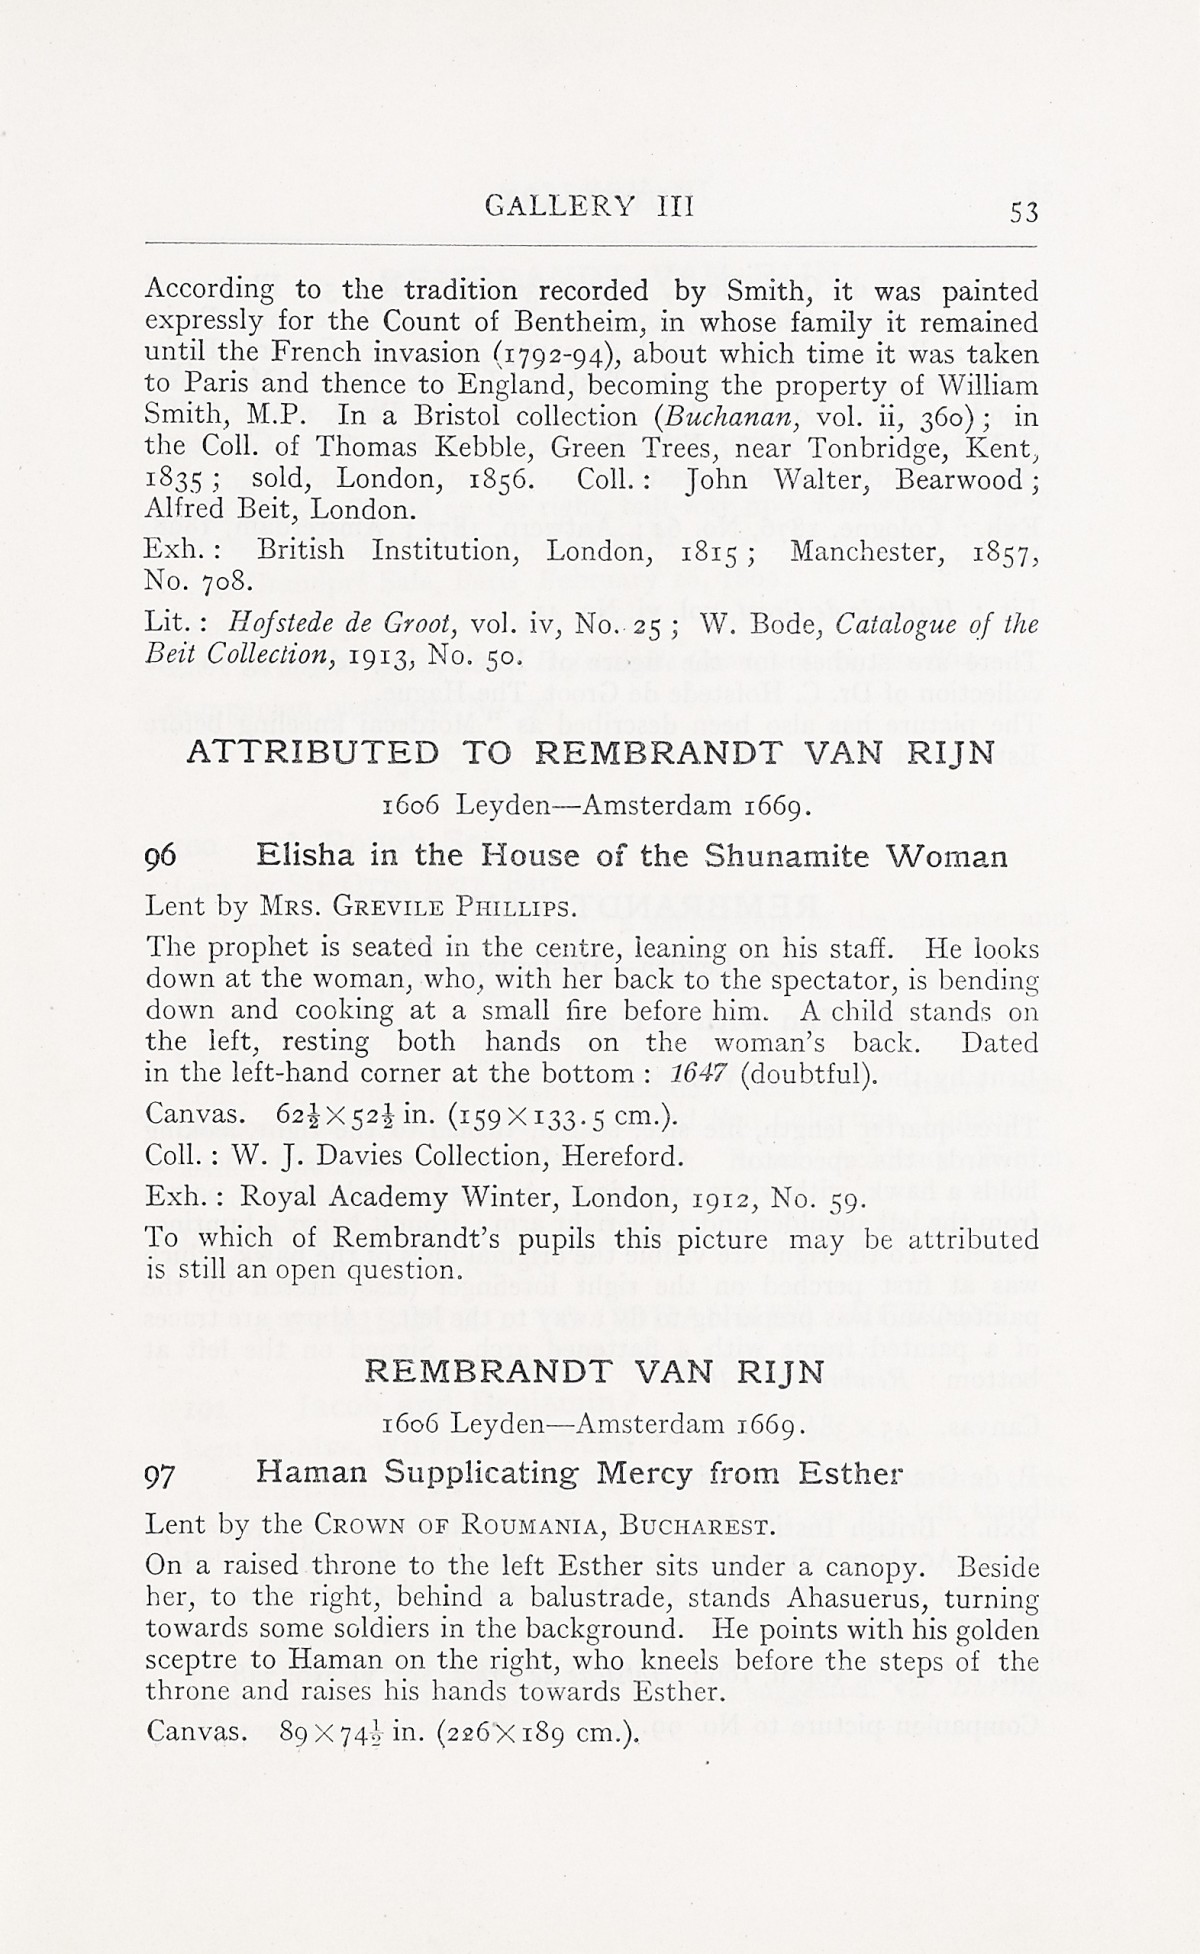 GALLERY III 53
According to the tradition recorded by Smith, it was painted
expressly for the Count of Bentheim, in whose family it remained
until the French invasion (1792-94), about which time it was taken
to Paris and thence to England, becoming the property of William
Smith, M.P. In a Bristol collection (Buchanan, vol. ii, 360) ; in
the Coll. of Thomas Kebble, Green Trees, near Tonbridge, Kent,
1835 ; sold, London, 1856. Coll. : John Walter, Bearwood ;
Alfred Beit, London.
Exh. : British Institution, London, 1815 ; Manchester, 1857,
No. 708.
Lit. : Hofstede de Groot, vol. iv, No. 25 ; W. Bode, Catalogue of the
Beit Collection, 1913, No. 50.
ATTRIBUTED TO REMBRANDT VAN RIJN
1606 Leyden—Amsterdam 1669.
96 Elisha in the House of the Shunamite Woman
Lent by MRS. GREVILE PHILLIPS.
The prophet is seated in the centre, leaning on his staff. He looks
down at the woman, who, with her back to the spectator, is bending
down and cooking at a small fire before him. A child stands on
the left, resting both hands on the woman's back. Dated
in the left-hand corner at the bottom : 1647 (doubtful).
Canvas. 62½ × 52½ in. (159 × 133.5 cm.).
Coll. : W. J. Davies Collection, Hereford.
Exh. : Royal Academy Winter, London, 1912, No. 59.
To which of Rembrandt's pupils this picture may be attributed
is still an open question.
REMBRANDT VAN RIJN
1606 Leyden—Amsterdam 1669.
97 Haman Supplicating Mercy from Esther
Lent by the CROWN OF ROUMANIA, BUCHAREST.
On a raised throne to the left Esther sits under a canopy. Beside
her, to the right, behind a balustrade, stands Ahasuerus, turning
towards some soldiers in the background. He points with his golden
sceptre to Haman on the right, who kneels before the steps of the
throne and raises his hands towards Esther.
Canvas. 89 × 74½ in. (226 × 189 cm.).